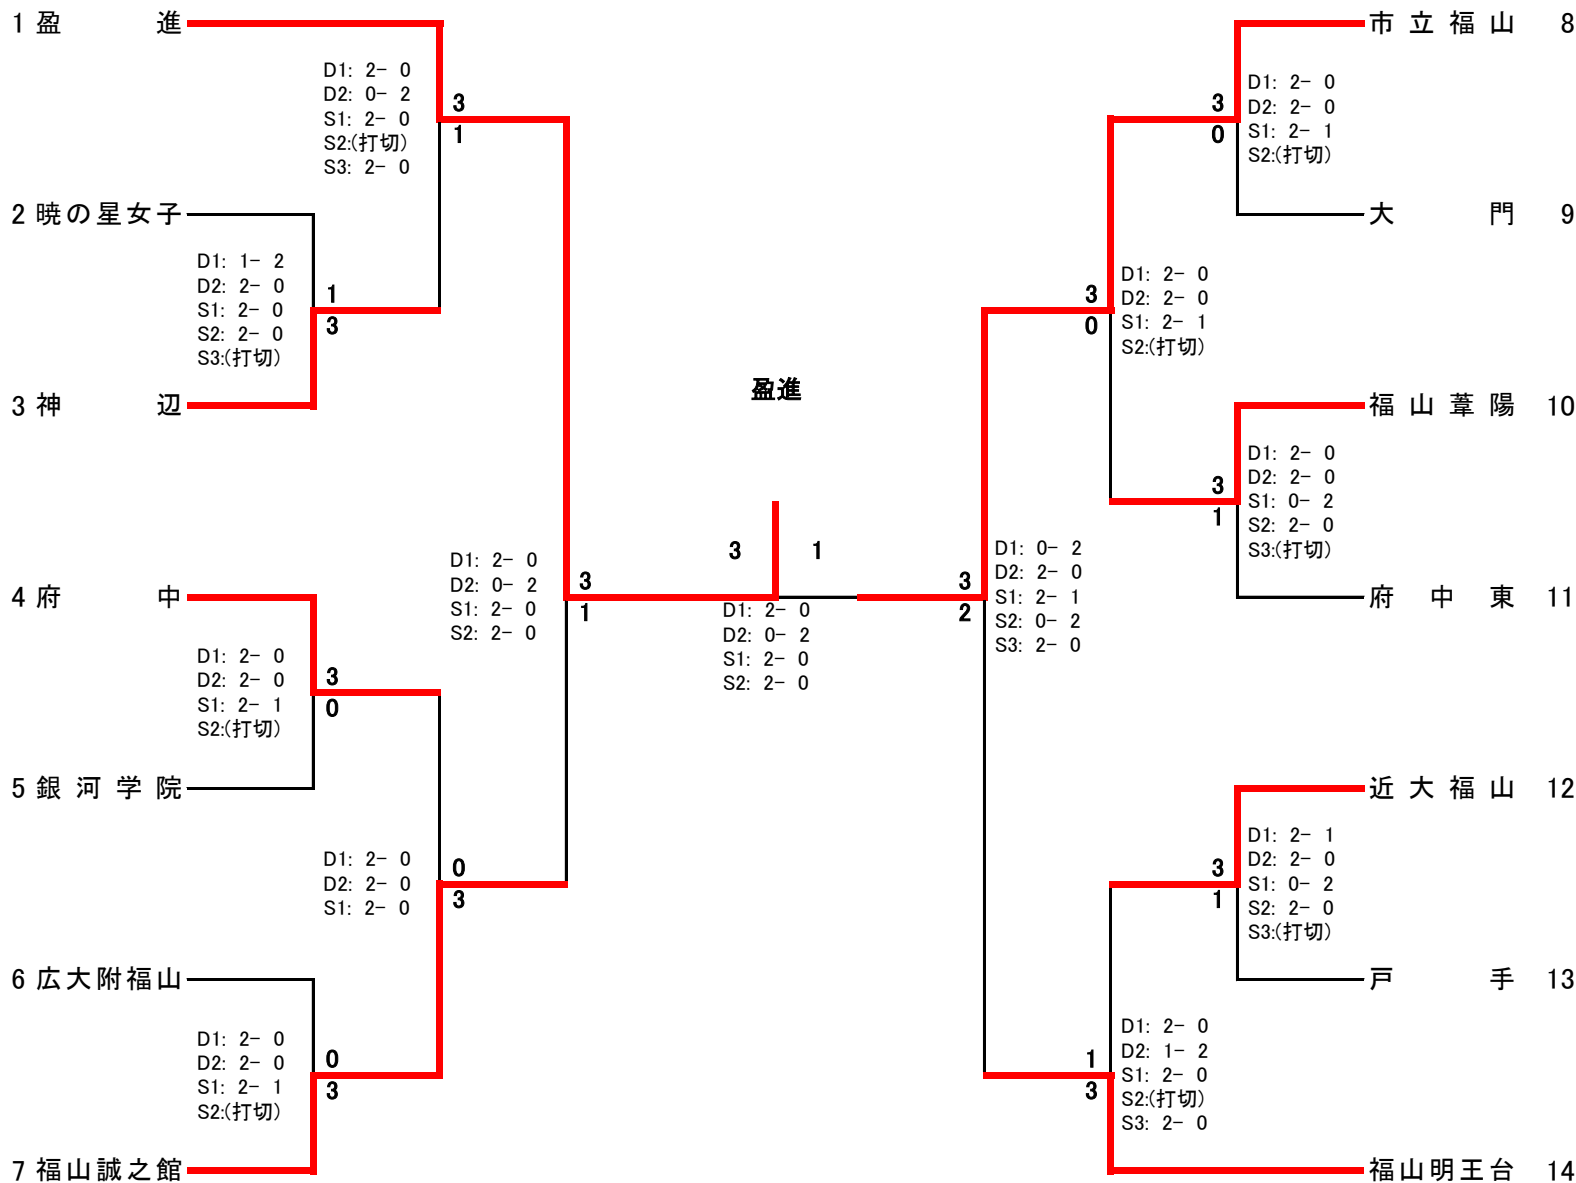 1 盈進
D1: 2- 0
D2: 0- 2
S1: 2- 0
S2:(打切)
S3: 2- 0
3
1
2 暁の星女子
D1: 1- 2
D2: 2- 0
S1: 2- 0
S2: 2- 0
S3:(打切)
1
3
3 神辺
4 府中
D1: 2- 0
D2: 2- 0
S1: 2- 1
S2:(打切)
3
0
5 銀河学院
D1: 2- 0
D2: 2- 0
S1: 2- 0
0
3
6 広大附福山
D1: 2- 0
D2: 2- 0
S1: 2- 1
S2:(打切)
0
3
7 福山誠之館
D1: 2- 0
D2: 0- 2
S1: 2- 0
S2: 2- 0
3
1
盈進
3 1
D1: 2- 0
D2: 0- 2
S1: 2- 0
S2: 2- 0
3
2
D1: 0- 2
D2: 2- 0
S1: 2- 1
S2: 0- 2
S3: 2- 0
市立福山 8
3
0
D1: 2- 0
D2: 2- 0
S1: 2- 1
S2:(打切)
大門 9
3
0
D1: 2- 0
D2: 2- 0
S1: 2- 1
S2:(打切)
福山葦陽 10
3
1
D1: 2- 0
D2: 2- 0
S1: 0- 2
S2: 2- 0
S3:(打切)
府中東 11
近大福山 12
3
1
D1: 2- 1
D2: 2- 0
S1: 0- 2
S2: 2- 0
S3:(打切)
戸手 13
1
3
D1: 2- 0
D2: 1- 2
S1: 2- 0
S2:(打切)
S3: 2- 0
福山明王台 14